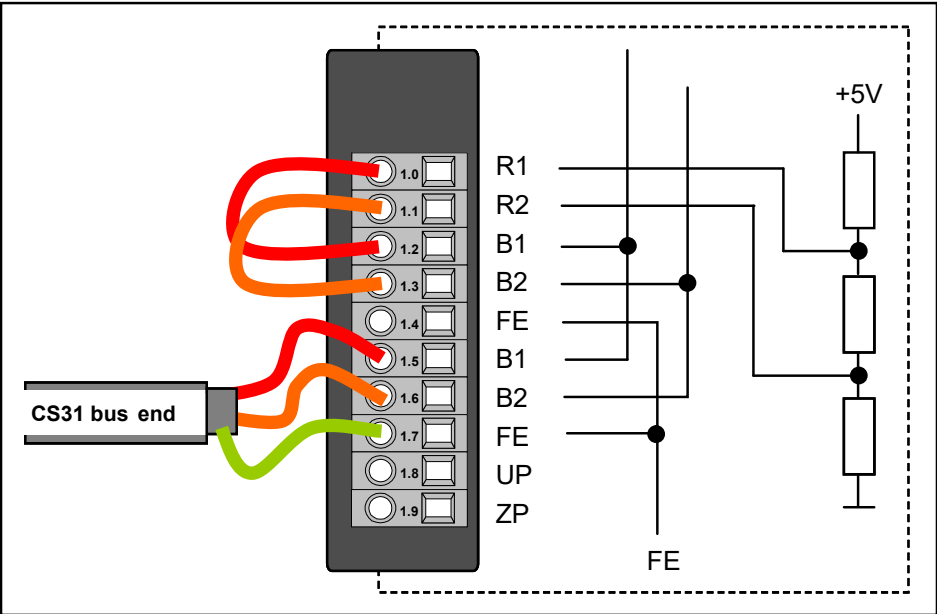 +5V
1.0 R1
1.1 R2
1.2 B1
1.3 B2
1.4 FE
1.5 B1
1.6 B2
CS31 bus end
1.7 FE
1.8 UP
1.9 ZP
FE